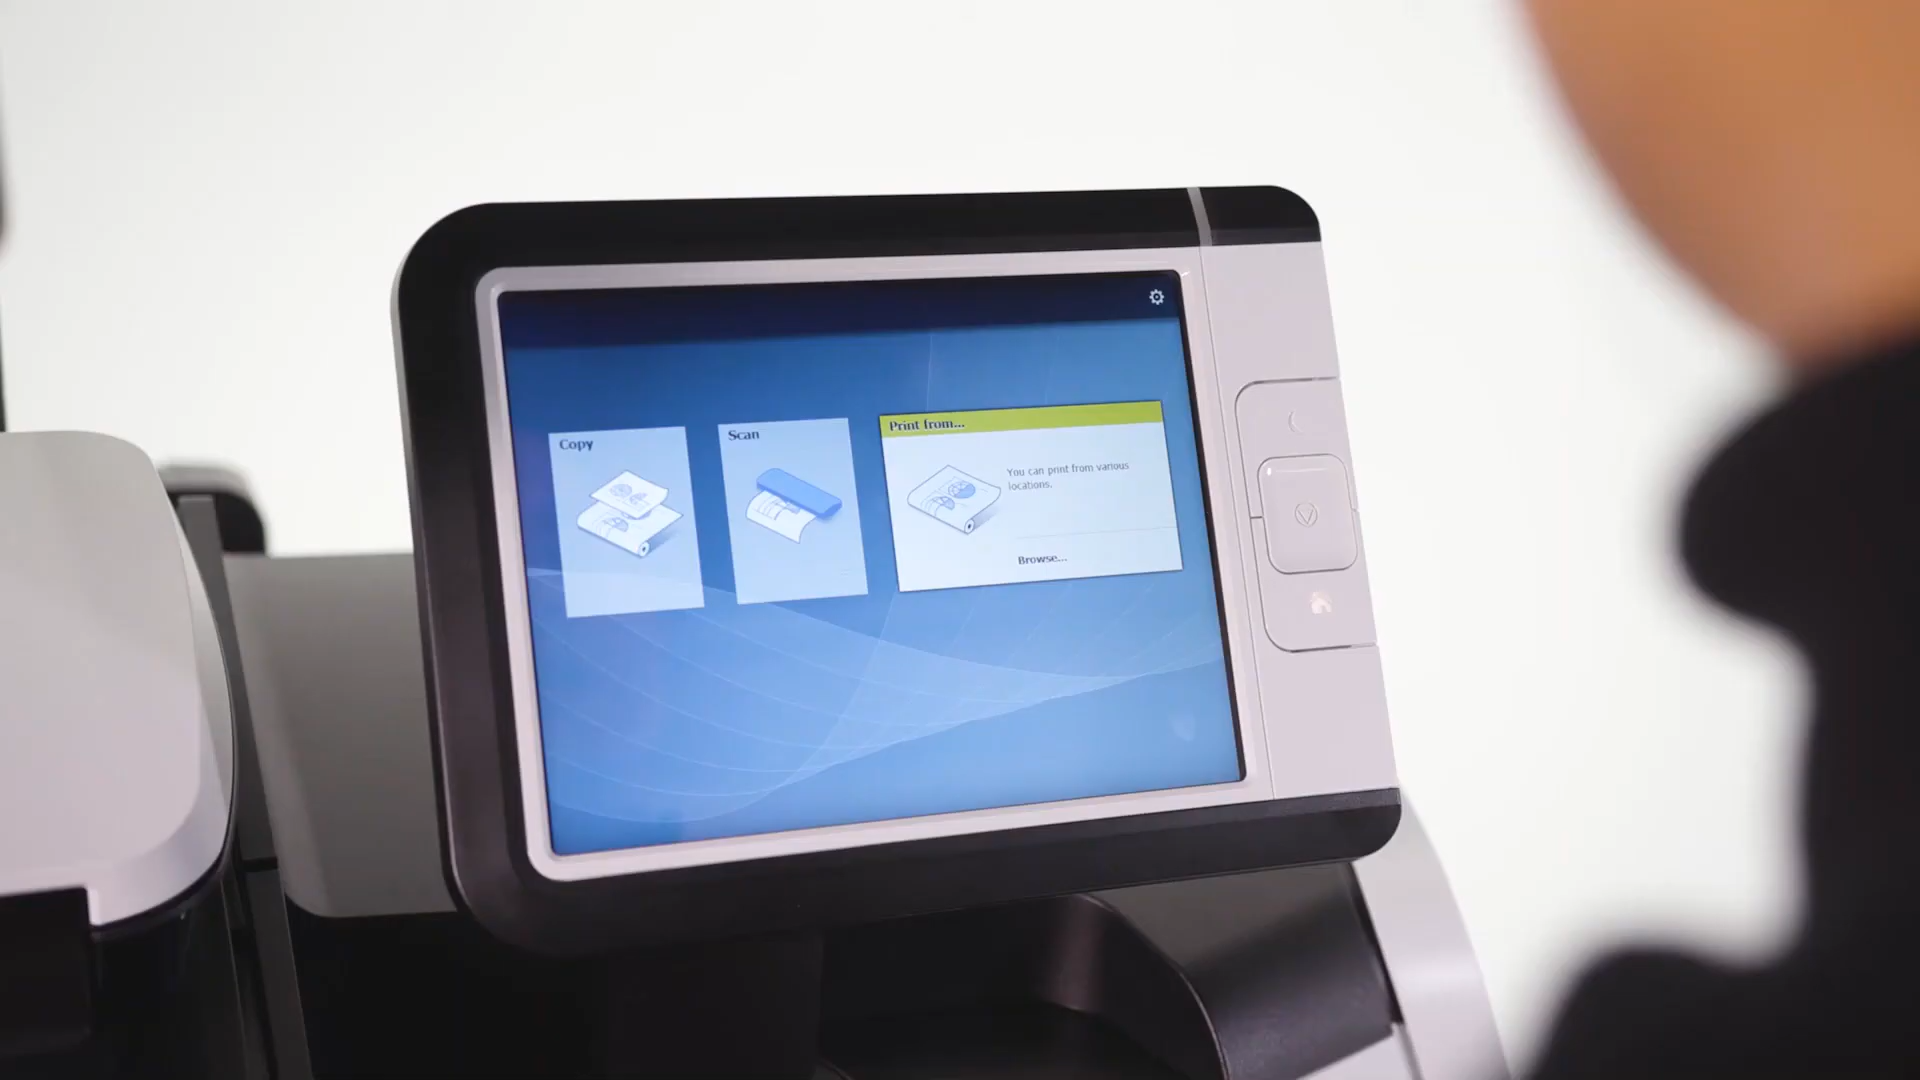 Copy
Scan
Print from...
You can print from various
locations.
Browse...